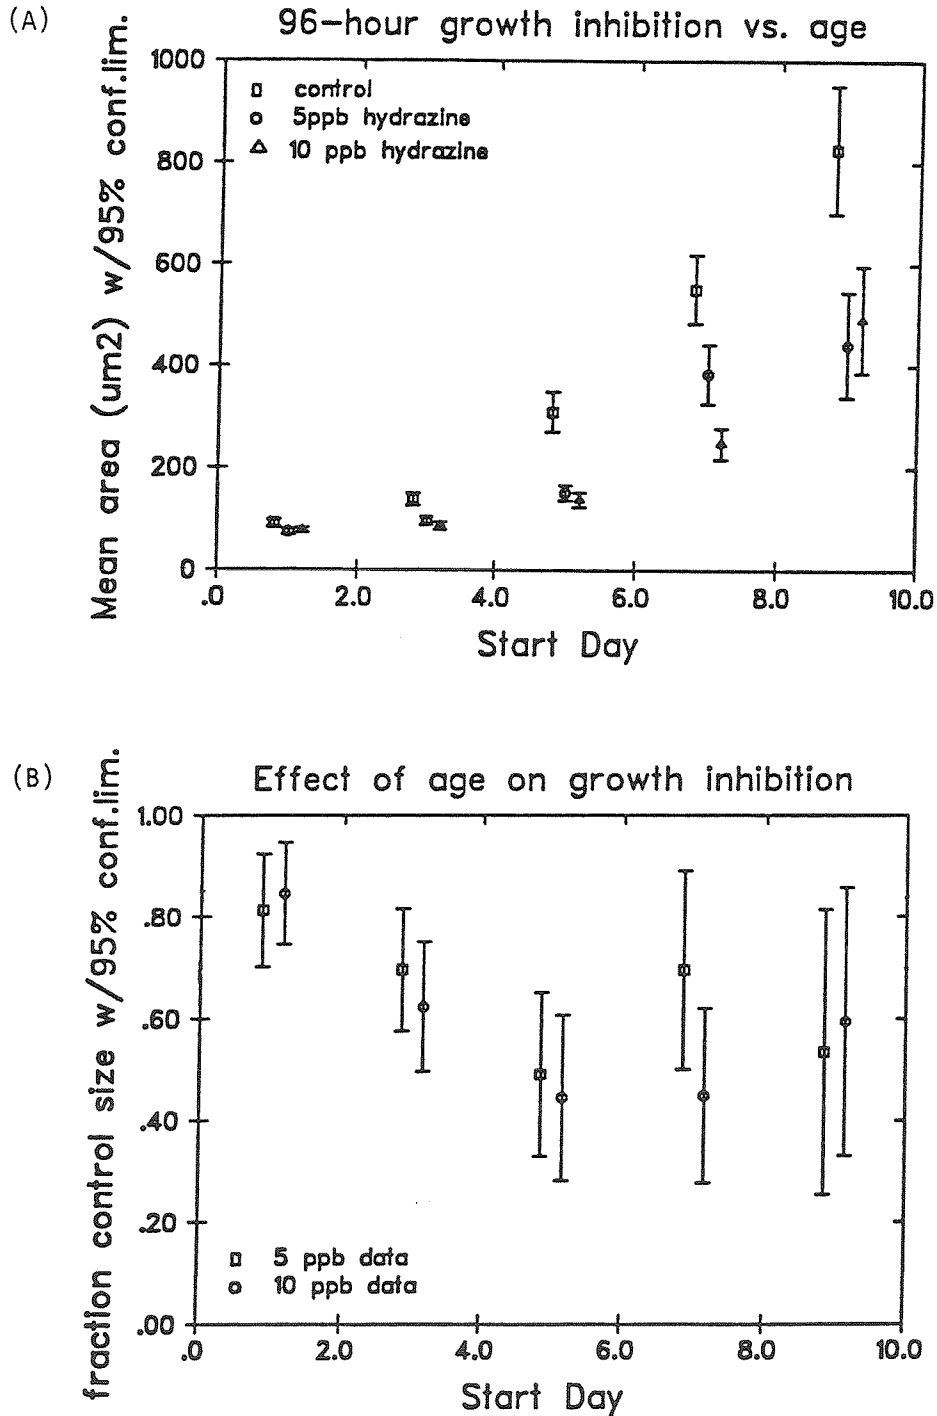 (A)
96-hour growth inhibition vs. age
Mean area (um2) w/95% conf.lim.
1000
800
600
400
200
0
□ control
○ 5ppb hydrazine
△ 10 ppb hydrazine
.0 2.0 4.0 6.0 8.0 10.0
Start Day
(B)
Effect of age on growth inhibition
fraction control size w/95% conf.lim.
1.00
.80
.60
.40
.20
.00
□ 5 ppb data
○ 10 ppb data
.0 2.0 4.0 6.0 8.0 10.0
Start Day